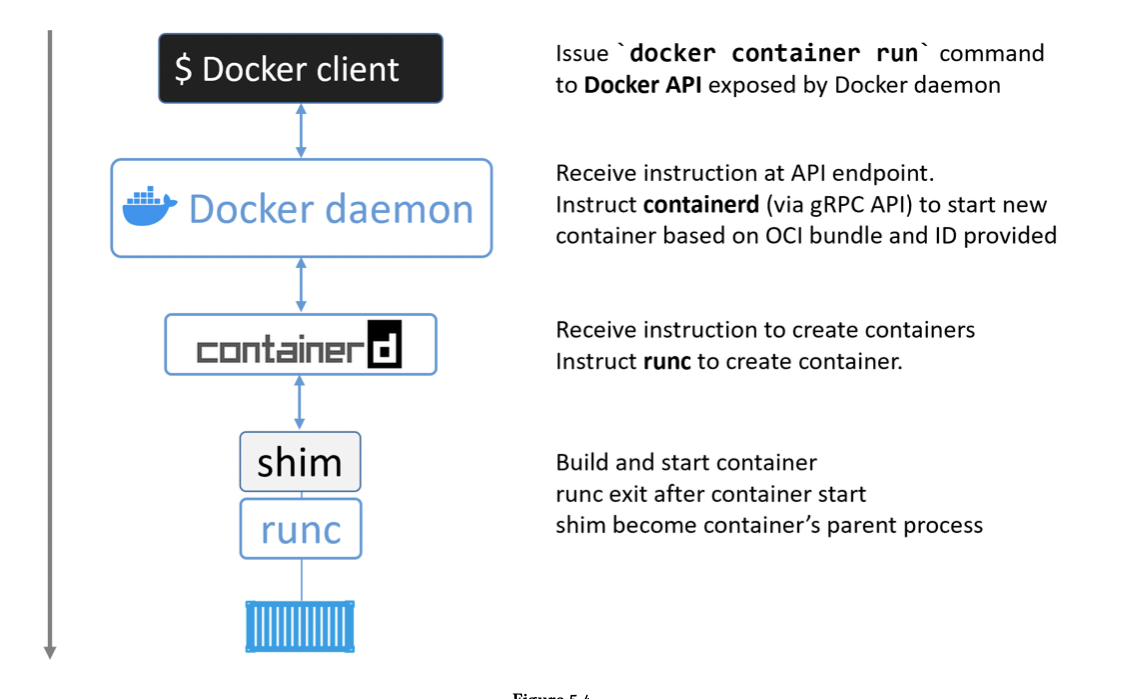 $ Docker client
Issue `docker container run` command
to Docker API exposed by Docker daemon
Docker daemon
Receive instruction at API endpoint.
Instruct containerd (via gRPC API) to start new
container based on OCI bundle and ID provided
containerd
Receive instruction to create containers
Instruct runc to create container.
shim
runc
Build and start container
runc exit after container start
shim become container’s parent process
Figure 5.4